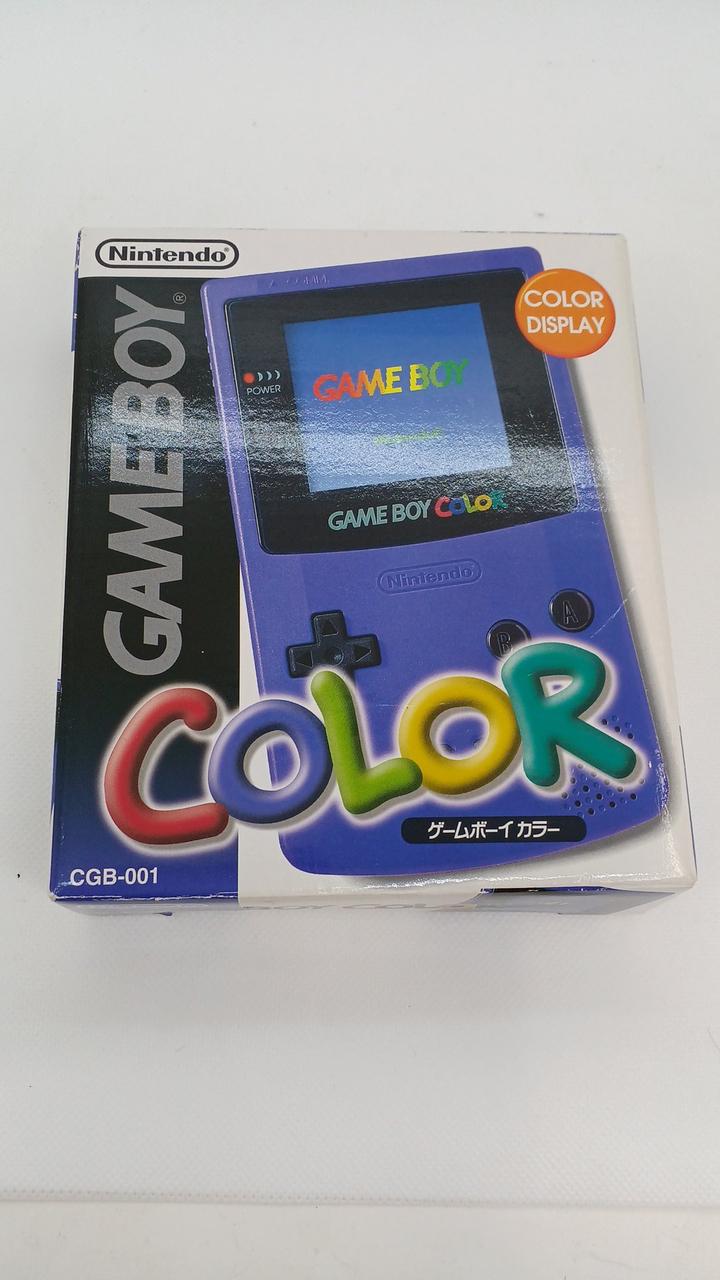 Nintendo®
GAME BOY®
COLOR
DISPLAY
POWER
GAME BOY
GAME BOY COLOR
Nintendo
A
B
COLOR
ゲームボーイ カラー
CGB-001